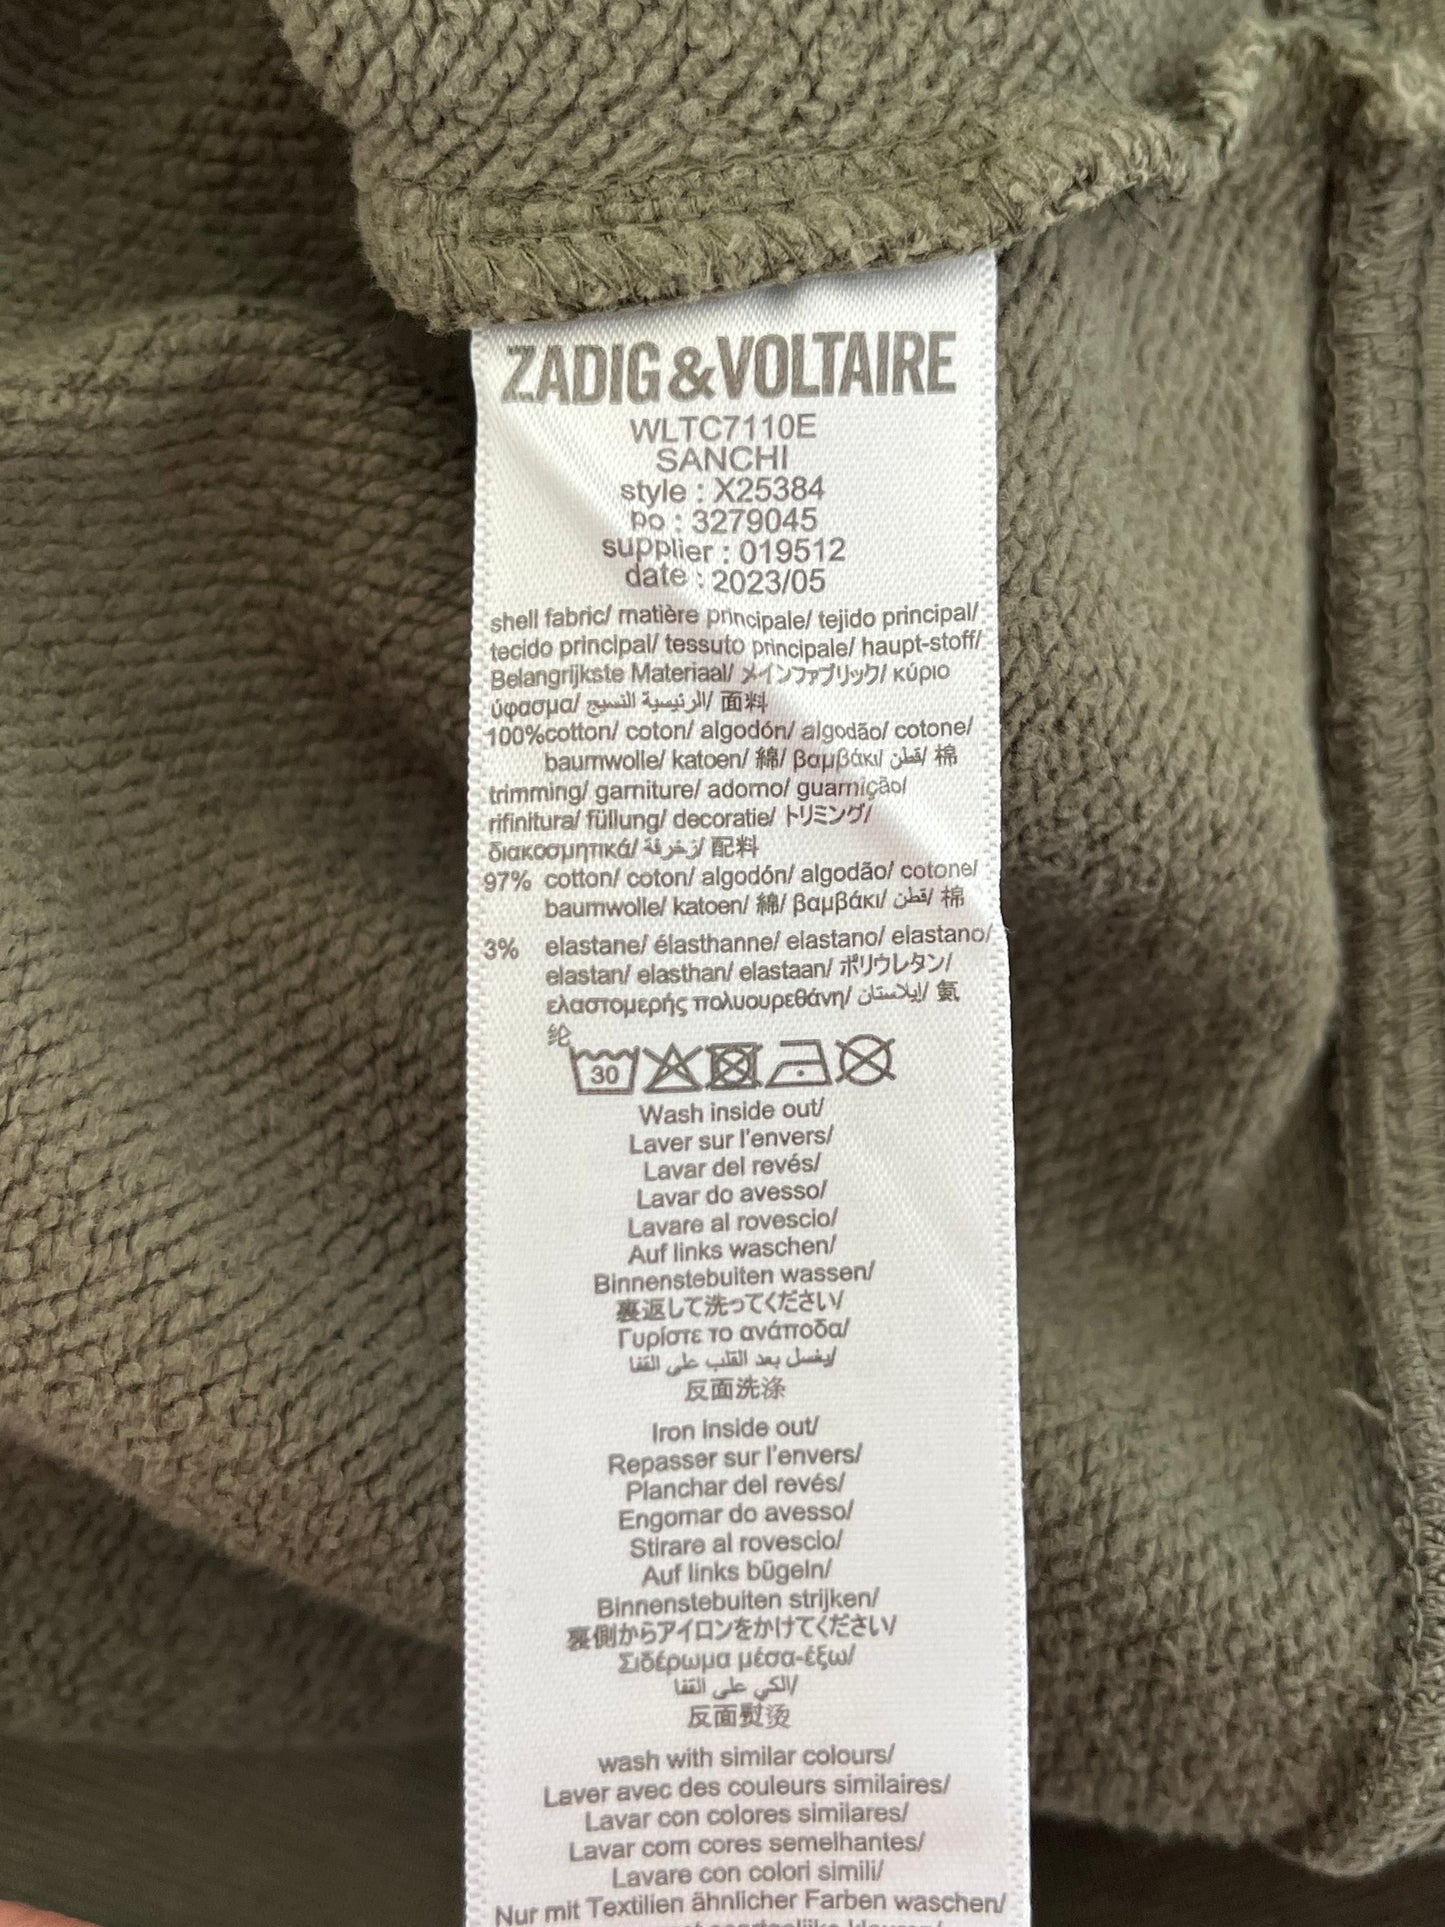 ZADIG&VOLTAIRE
WLTC7110E
SANCHI
style : X25384
po : 3279045
supplier : 019512
date : 2023/05
shell fabric/ matière principale/ tejido principal/
tecido principal/ tessuto principale/ haupt-stoff/
Belangrijkste Materiaal/ メインファブリック/ κύριο
ύφασμα/ الرئيسية النسيج/ 面料
100%cotton/ coton/ algodón/ algodão/ cotone/
baumwolle/ katoen/ 綿/ βαμβάκι/ قطن/ 棉
trimming/ garniture/ adorno/ guarnição/
rifinitura/ füllung/ decoratie/ トリミング/
διακοσμητικά/ زخرفة/ 配料
97% cotton/ coton/ algodón/ algodão/ cotone/
baumwolle/ katoen/ 綿/ βαμβάκι/ قطن/ 棉
3% elastane/ élasthanne/ elastano/ elastano/
elastan/ elasthan/ elastaan/ ポリウレタン/
ελαστομερής πολυουρεθάνη/ إيلاستان/ 氨
纶
30
Wash inside out/
Laver sur l'envers/
Lavar del revés/
Lavar do avesso/
Lavare al rovescio/
Auf links waschen/
Binnenstebuiten wassen/
裏返して洗ってください/
Γυρίστε το ανάποδα/
يغسل بعد القلب على القفا/
反面洗涤
Iron inside out/
Repasser sur l'envers/
Planchar del revés/
Engomar do avesso/
Stirare al rovescio/
Auf links bügeln/
Binnenstebuiten strijken/
裏側からアイロンをかけてください/
Σιδέρωμα μέσα-έξω/
الكي على القفا/
反面熨烫
wash with similar colours/
Laver avec des couleurs similaires/
Lavar con colores similares/
Lavar com cores semelhantes/
Lavare con colori simili/
Nur mit Textilien ähnlicher Farben waschen/